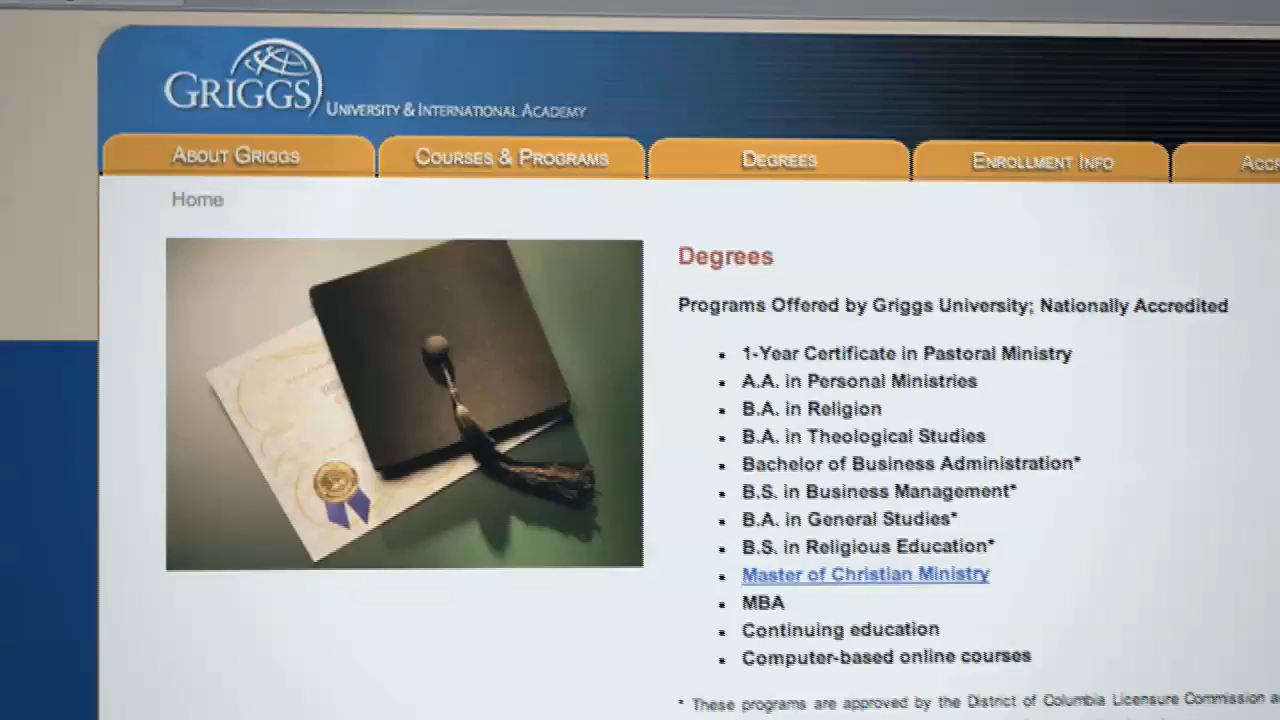 GRIGGS UNIVERSITY & INTERNATIONAL ACADEMY
ABOUT GRIGGS
COURSES & PROGRAMS
DEGREES
ENROLLMENT INFO
Home
Degrees
Programs Offered by Griggs University; Nationally Accredited
1-Year Certificate in Pastoral Ministry
A.A. in Personal Ministries
B.A. in Religion
B.A. in Theological Studies
Bachelor of Business Administration*
B.S. in Business Management*
B.A. in General Studies*
B.S. in Religious Education*
Master of Christian Ministry
MBA
Continuing education
Computer-based online courses
* These programs are approved by the District of Columbia Licensure Commission